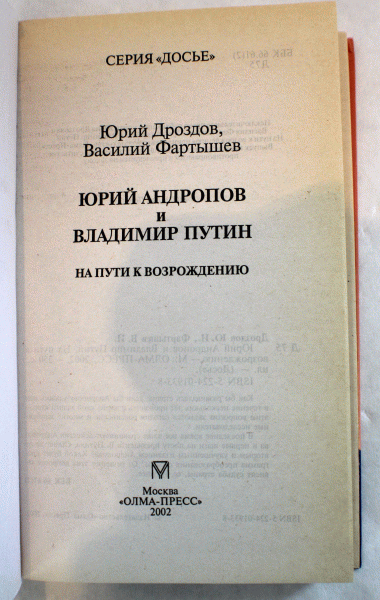 СЕРИЯ «ДОСЬЕ»
Юрий Дроздов,
Василий Фартышев
ЮРИЙ АНДРОПОВ
и
ВЛАДИМИР ПУТИН
НА ПУТИ К ВОЗРОЖДЕНИЮ
Москва
«ОЛМА-ПРЕСС»
2002